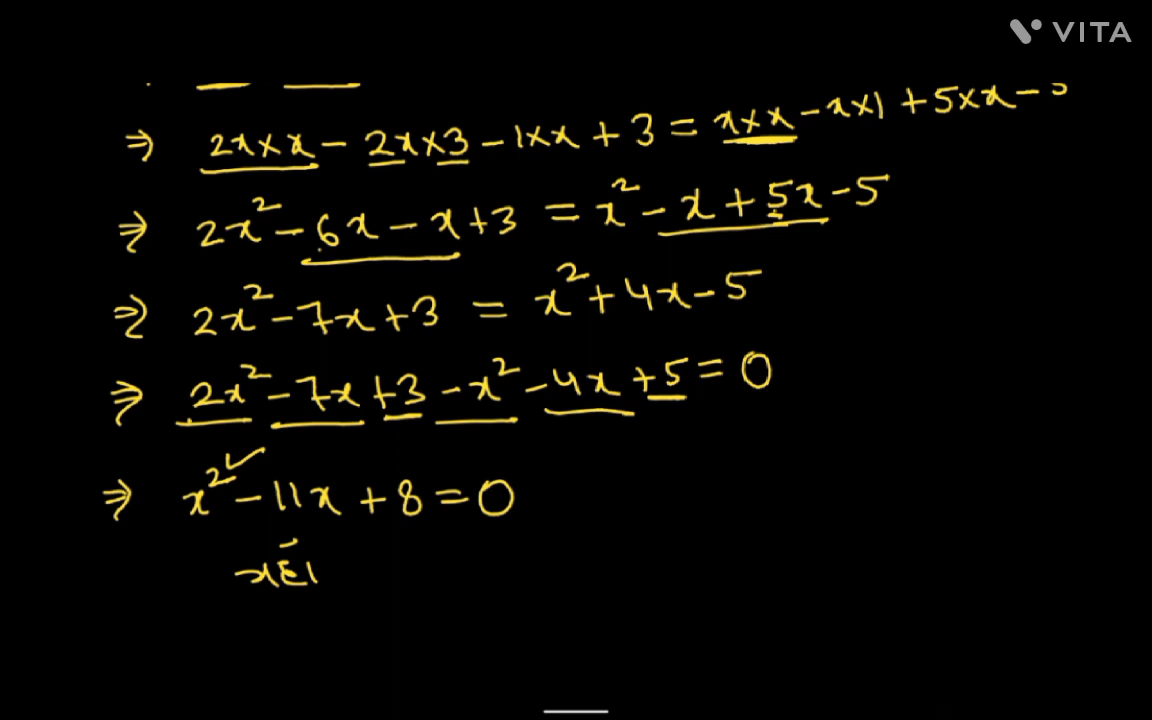 VITA
⇒ 2x×x - 2x×3 - 1×x + 3 = x×x - x×1 + 5×x -
⇒ 2x² - 6x - x + 3 = x² - x + 5x - 5
⇒ 2x² - 7x + 3 = x² + 4x - 5
⇒ 2x² - 7x + 3 - x² - 4x + 5 = 0
⇒ x² - 11x + 8 = 0